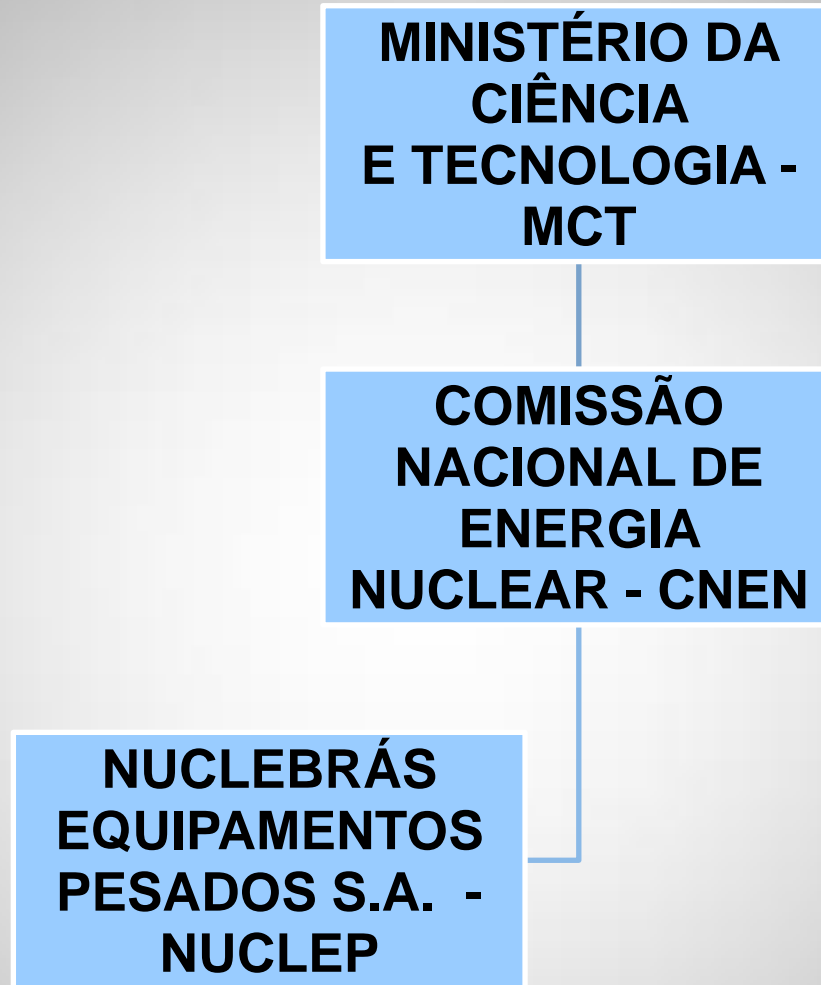 MINISTÉRIO DA
CIÊNCIA
E TECNOLOGIA -
MCT
COMISSÃO
NACIONAL DE
ENERGIA
NUCLEAR - CNEN
NUCLEBRÁS
EQUIPAMENTOS
PESADOS S.A. -
NUCLEP